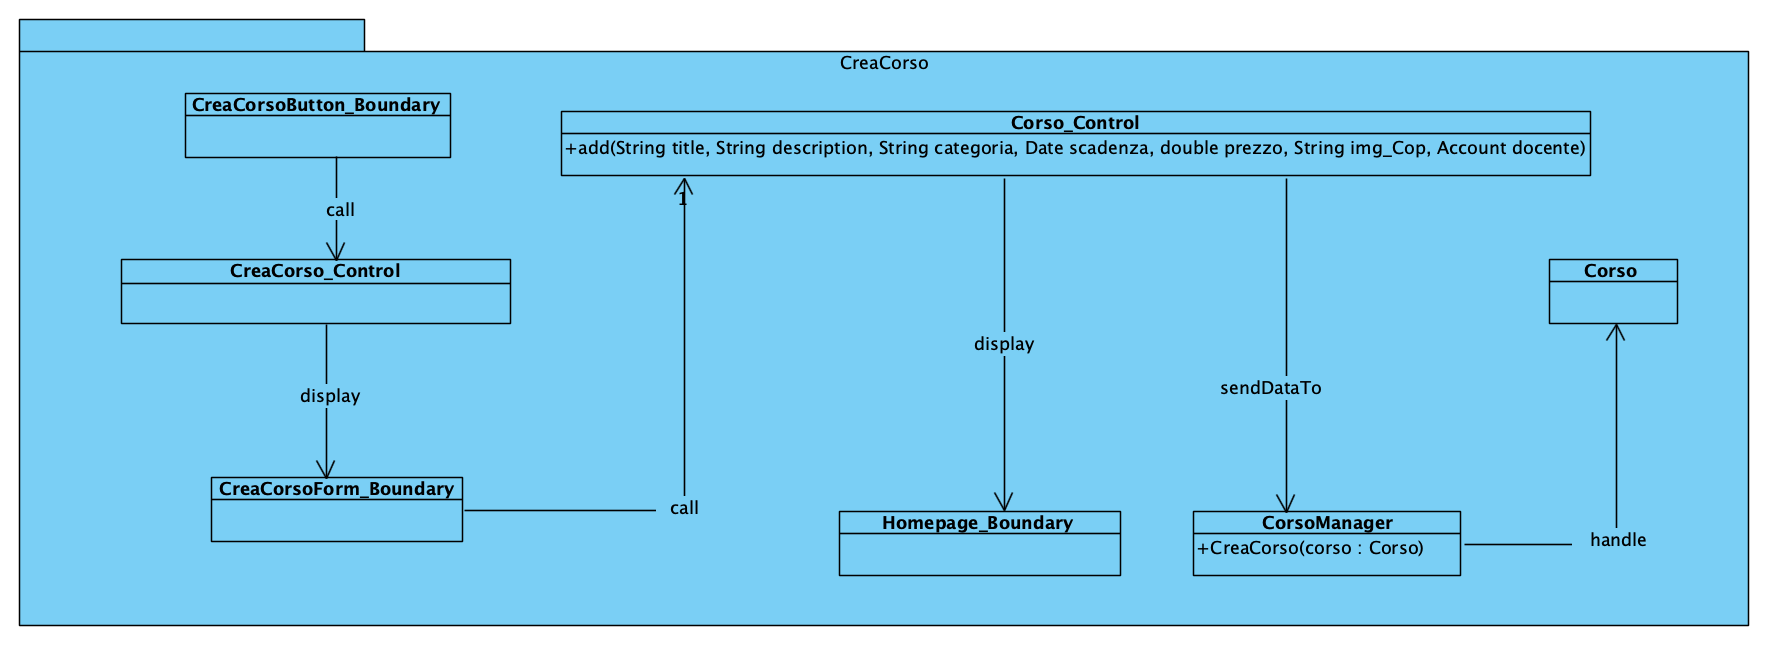 CreaCorso
CreaCorsoButton_Boundary
Corso_Control
+add(String title, String description, String categoria, Date scadenza, double prezzo, String img_Cop, Account docente)
1
call
CreaCorso_Control
Corso
display
display
sendDataTo
CreaCorsoForm_Boundary
call
Homepage_Boundary
CorsoManager
+CreaCorso(corso : Corso)
handle